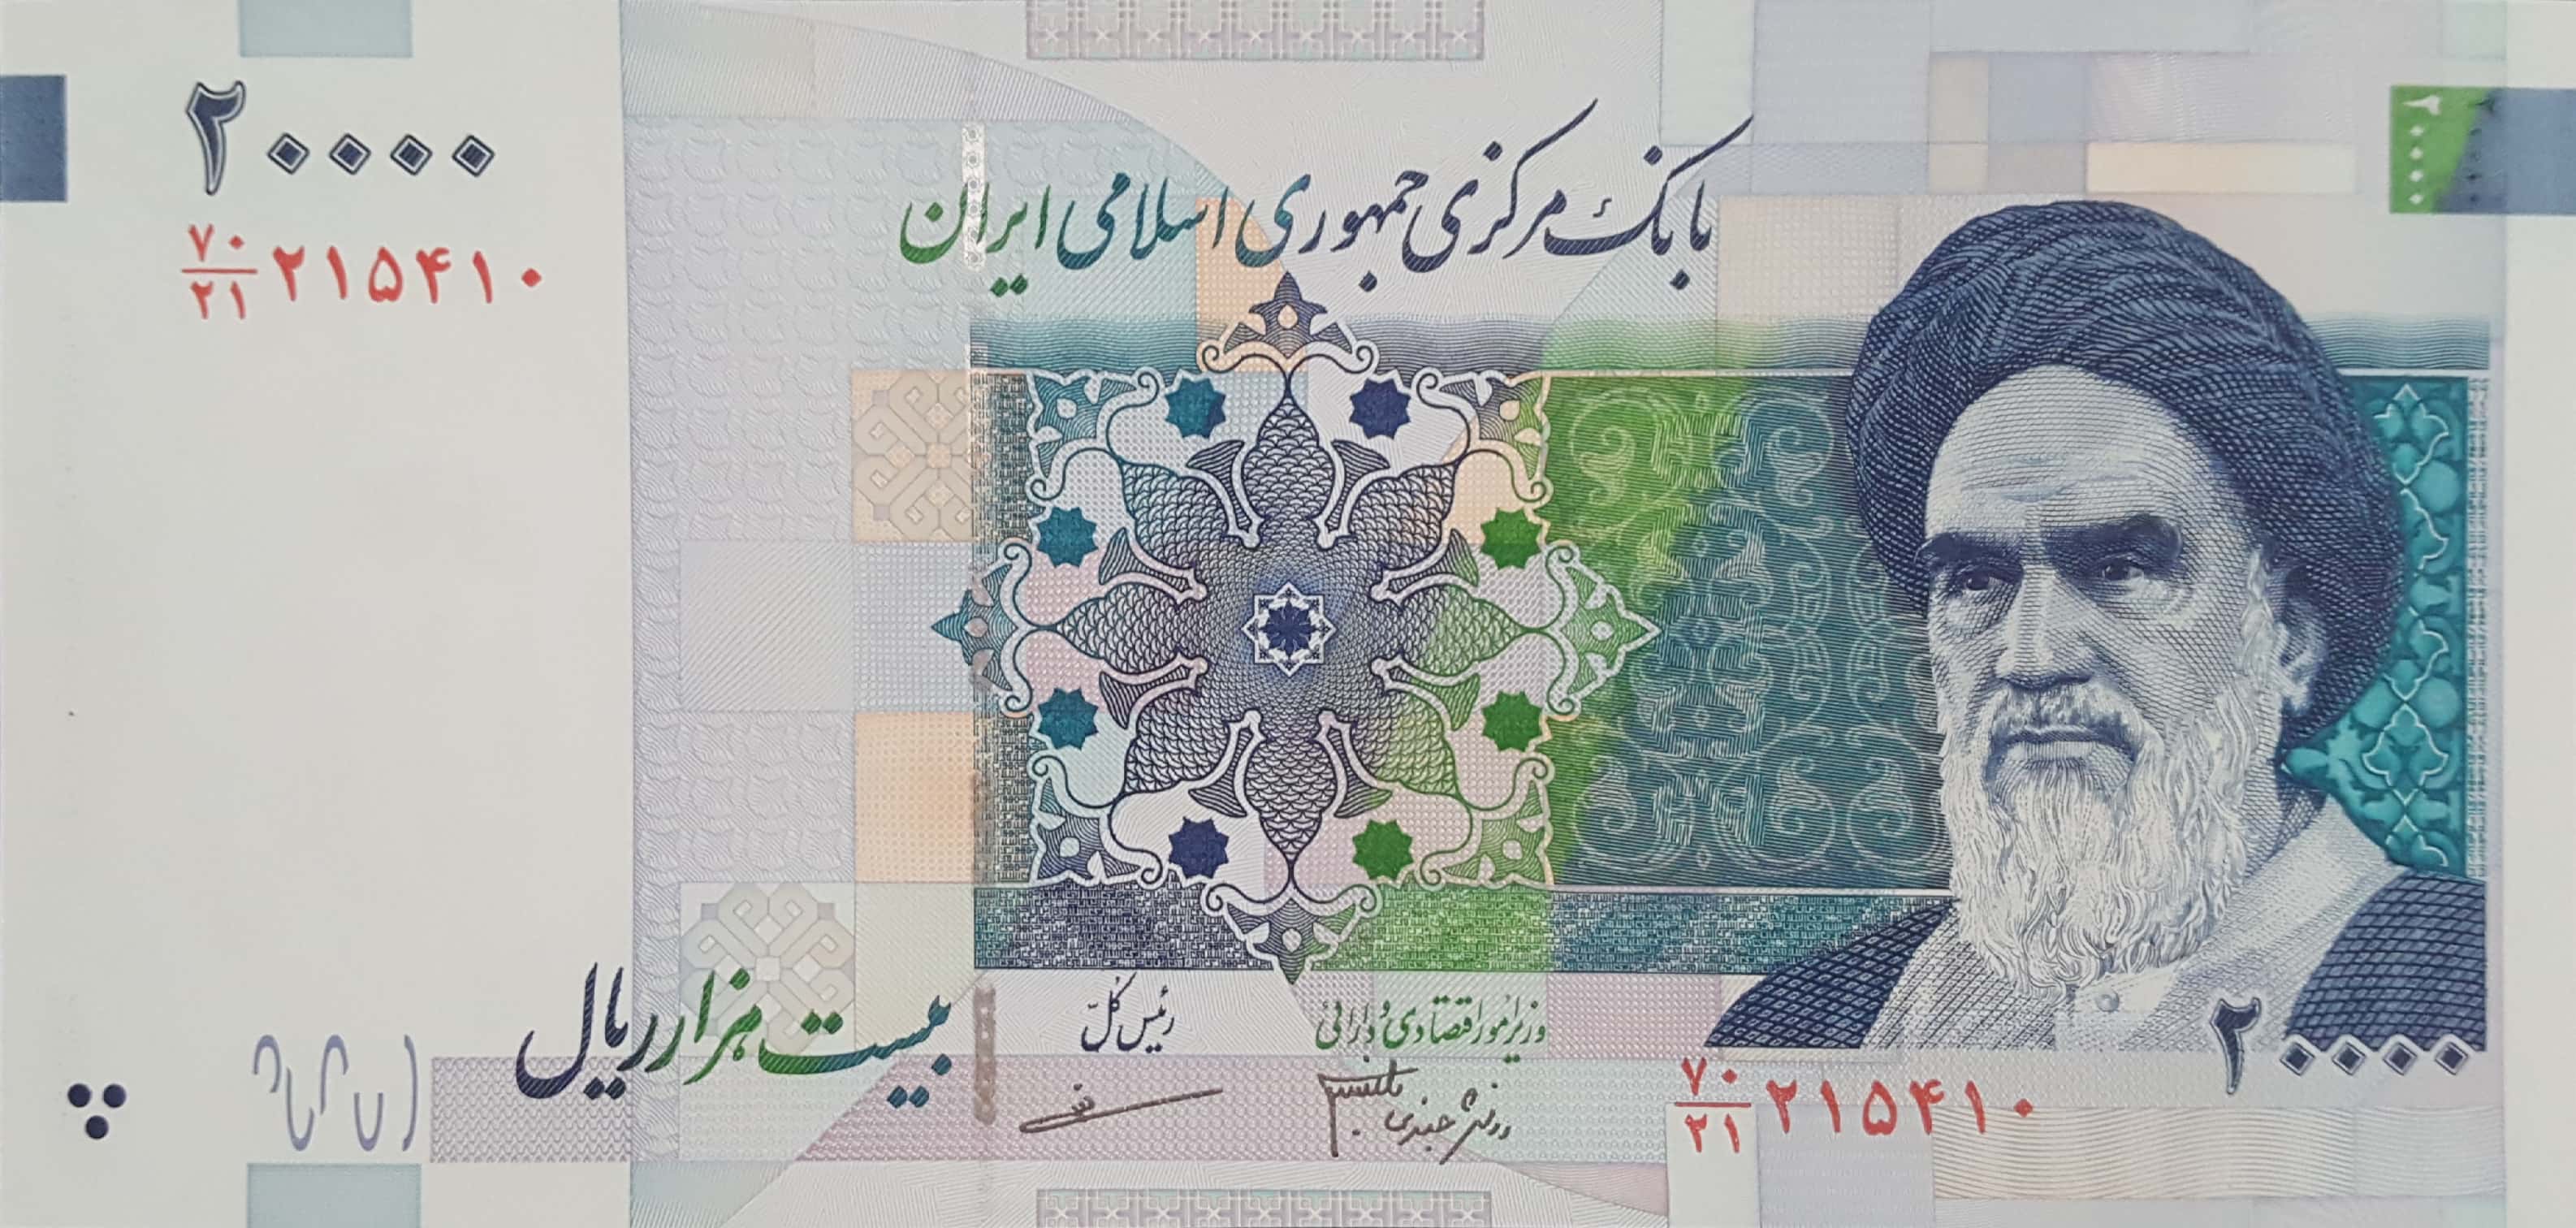 ۲۰۰۰۰
۲۰۰۰۰
بانک مرکزی جمهوری اسلامی ایران
۷۰/۲۱ ۲۱۵۴۱۰
بیست هزار ریال
رئیس کلّ
وزیر امور اقتصادی و دارائی
۲۰۰۰۰
۷۰/۲۱ ۲۱۵۴۱۰